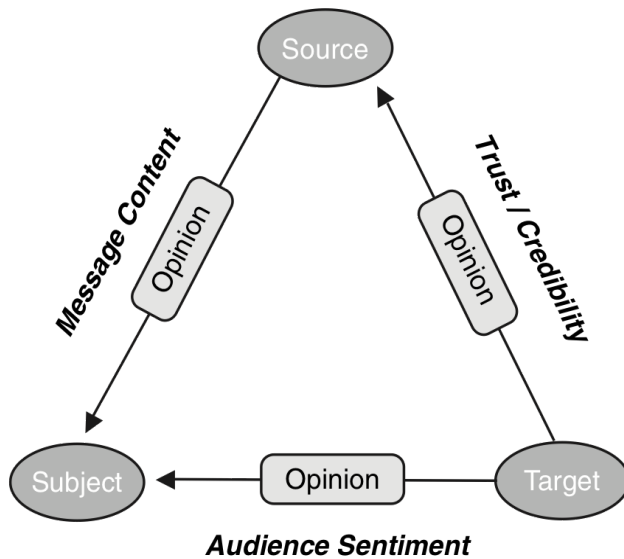 Source
Message Content
Opinion
Trust / Credibility
Opinion
Subject
Opinion
Target
Audience Sentiment